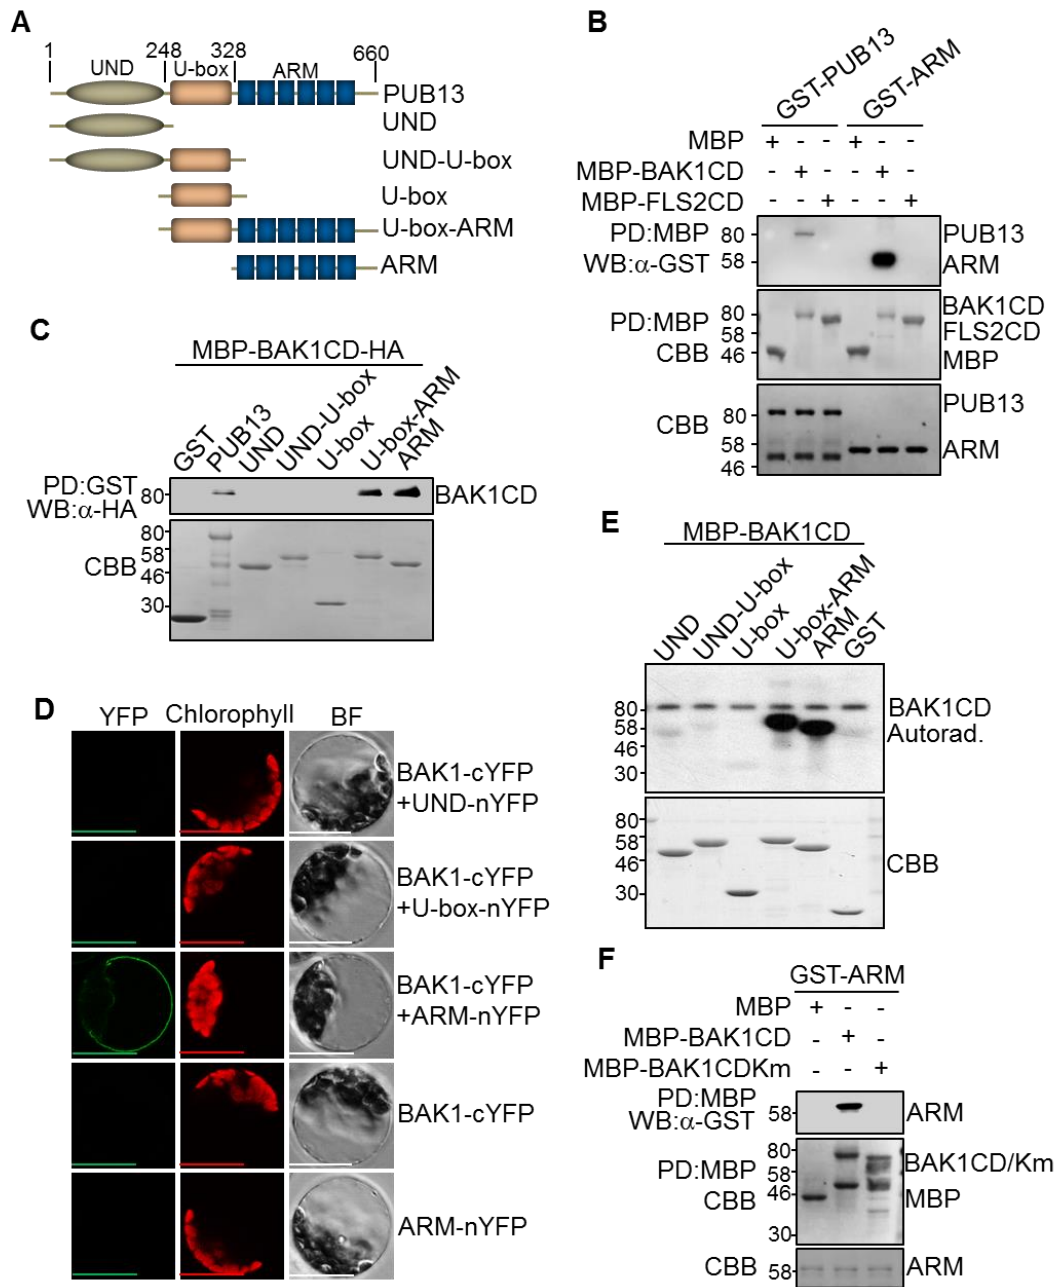 A
1 248 328 660
UND U-box ARM
PUB13
UND
UND-U-box
U-box
U-box-ARM
ARM
B
GST-PUB13 GST-ARM
MBP + - - + - -
MBP-BAK1CD - + - - + -
MBP-FLS2CD - - + - - +
PD:MBP 80 PUB13
WB:α-GST 58 ARM
PD:MBP 80 BAK1CD
58 FLS2CD
CBB 46 MBP
CBB 80 PUB13
58 ARM
46
C
MBP-BAK1CD-HA
GST PUB13 UND UND-U-box U-box U-box-ARM ARM
PD:GST 80 BAK1CD
WB:α-HA
80
58
CBB 46
30
D
YFP Chlorophyll BF
BAK1-cYFP
+UND-nYFP
BAK1-cYFP
+U-box-nYFP
BAK1-cYFP
+ARM-nYFP
BAK1-cYFP
ARM-nYFP
E
MBP-BAK1CD
UND UND-U-box U-box U-box-ARM ARM GST
80 BAK1CD
58 Autorad.
46
30
80
58
46 CBB
30
F
GST-ARM
MBP + - -
MBP-BAK1CD - + -
MBP-BAK1CDKm - - +
PD:MBP 58 ARM
WB:α-GST
80 BAK1CD/Km
PD:MBP 58
CBB 46 MBP
30
CBB 58 ARM